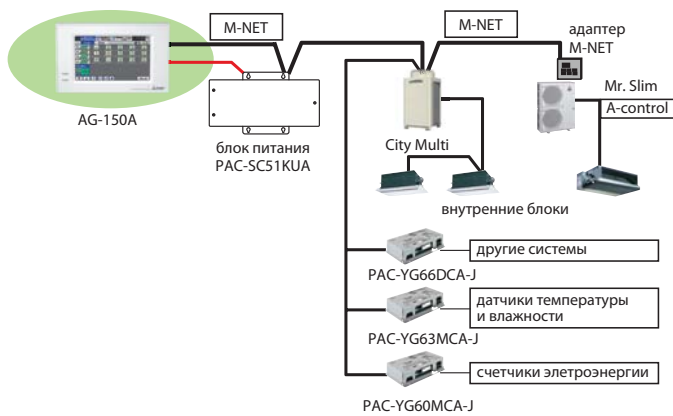 M-NET
M-NET
адаптер
M-NET
AG-150A
блок питания
PAC-SC51KUA
City Multi
Mr. Slim
A-control
внутренние блоки
другие системы
PAC-YG66DCA-J
датчики температуры
и влажности
PAC-YG63MCA-J
счетчики элетроэнергии
PAC-YG60MCA-J